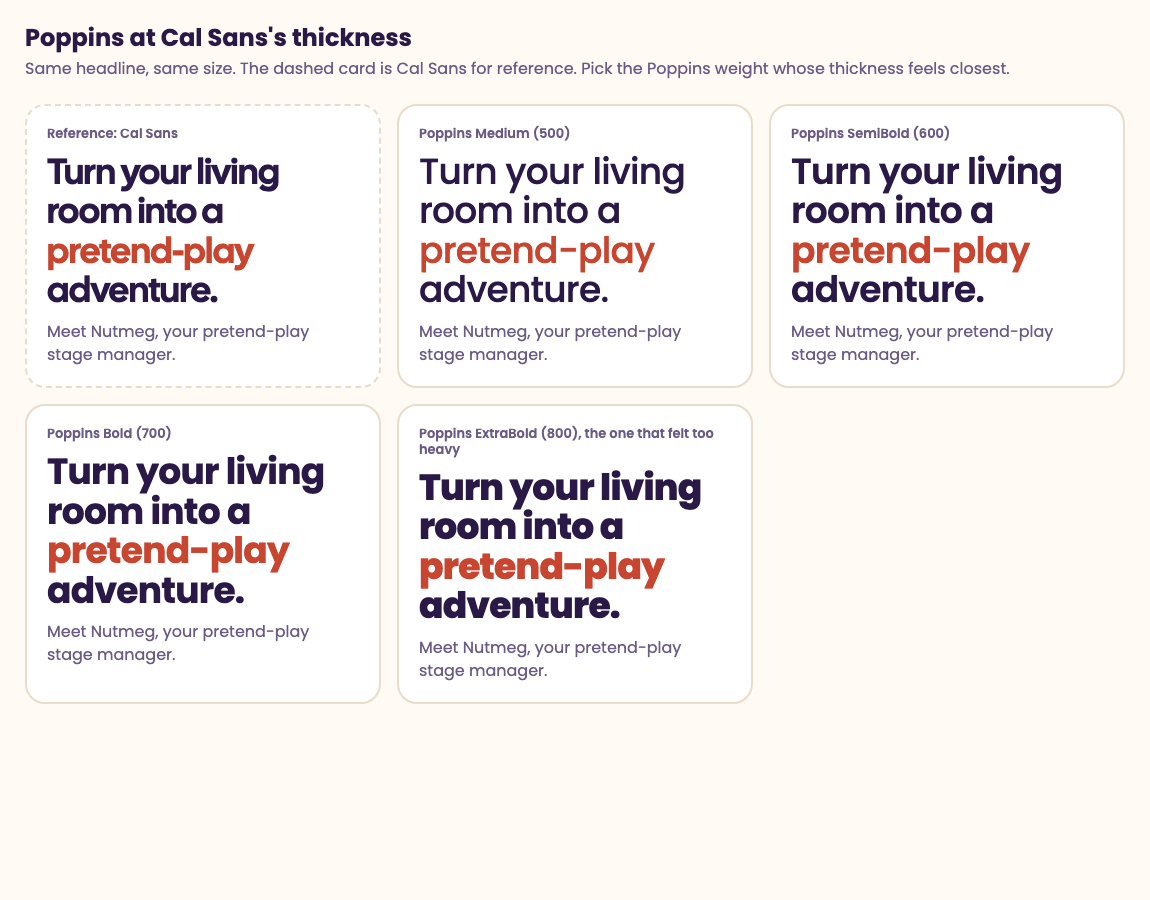 Poppins at Cal Sans's thickness
Same headline, same size. The dashed card is Cal Sans for reference. Pick the Poppins weight whose thickness feels closest.
Reference: Cal Sans
Turn your living
room into a
pretend-play
adventure.
Meet Nutmeg, your pretend-play
stage manager.
Poppins Medium (500)
Turn your living
room into a
pretend-play
adventure.
Meet Nutmeg, your pretend-play
stage manager.
Poppins SemiBold (600)
Turn your living
room into a
pretend-play
adventure.
Meet Nutmeg, your pretend-play
stage manager.
Poppins Bold (700)
Turn your living
room into a
pretend-play
adventure.
Meet Nutmeg, your pretend-play
stage manager.
Poppins ExtraBold (800), the one that felt too
heavy
Turn your living
room into a
pretend-play
adventure.
Meet Nutmeg, your pretend-play
stage manager.